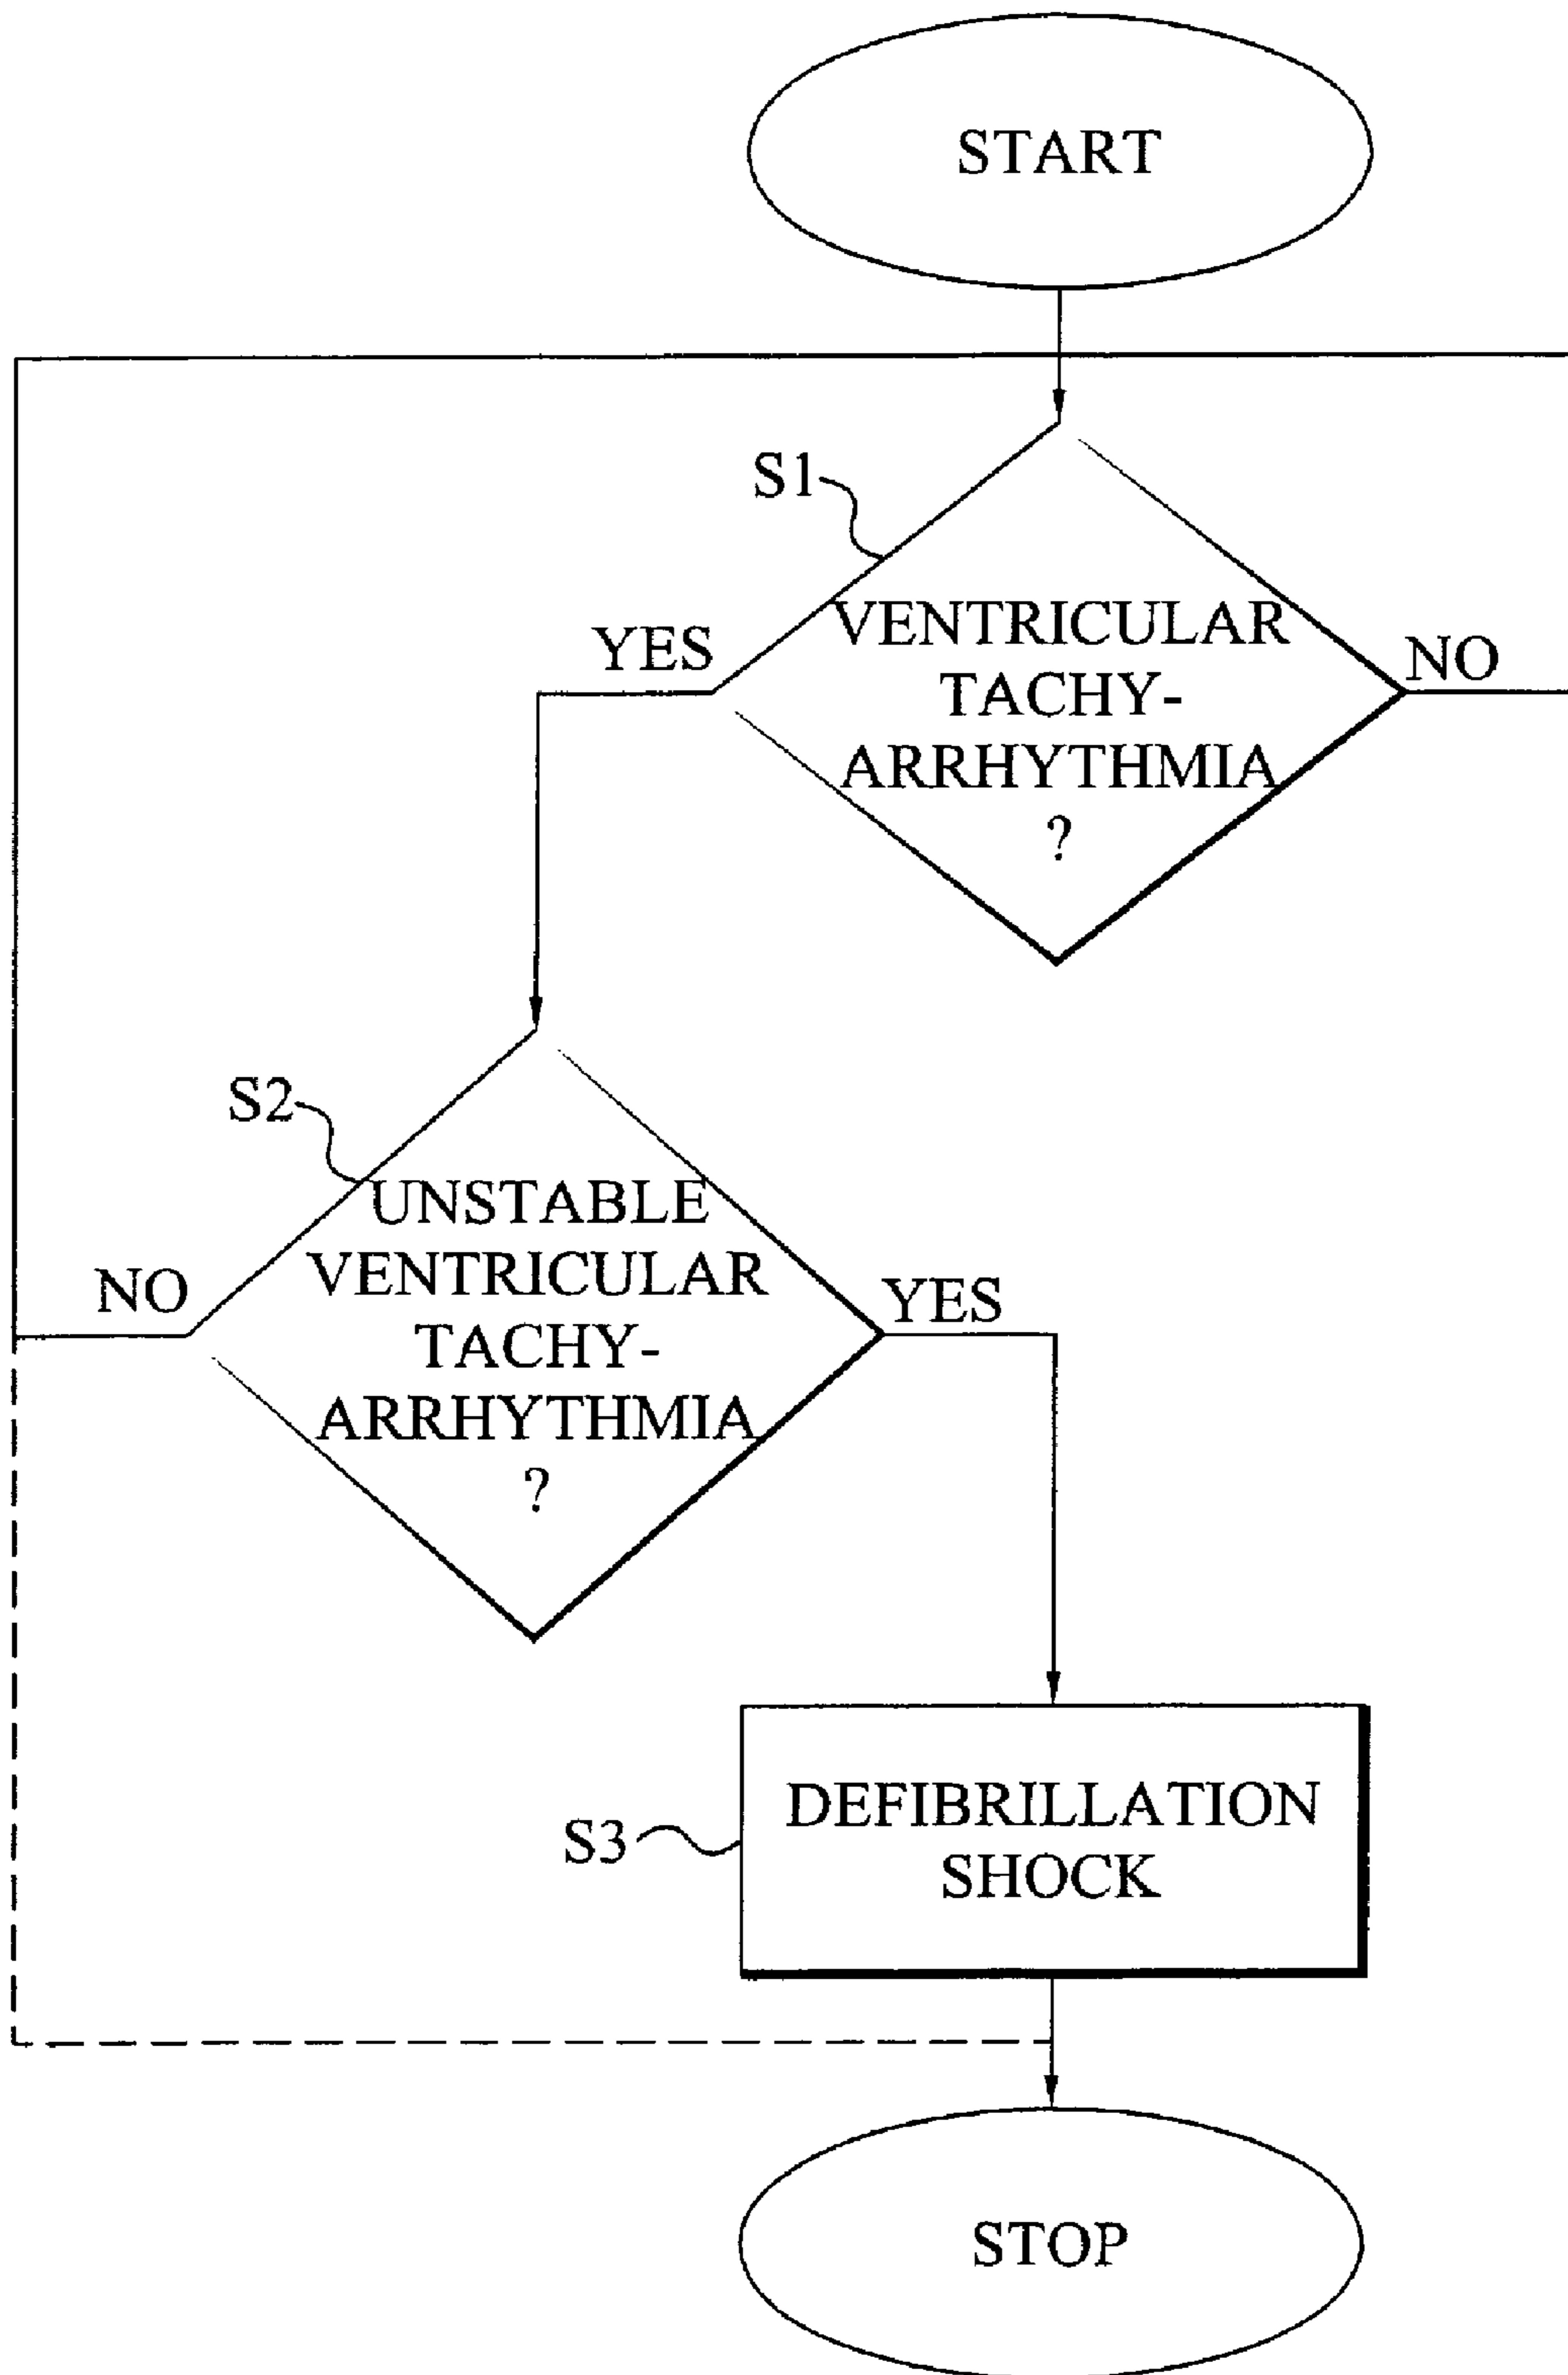 START
S1
YES
VENTRICULAR
TACHY-
ARRHYTHMIA
?
NO
S2
UNSTABLE
VENTRICULAR
TACHY-
ARRHYTHMIA
?
NO
YES
S3
DEFIBRILLATION
SHOCK
STOP